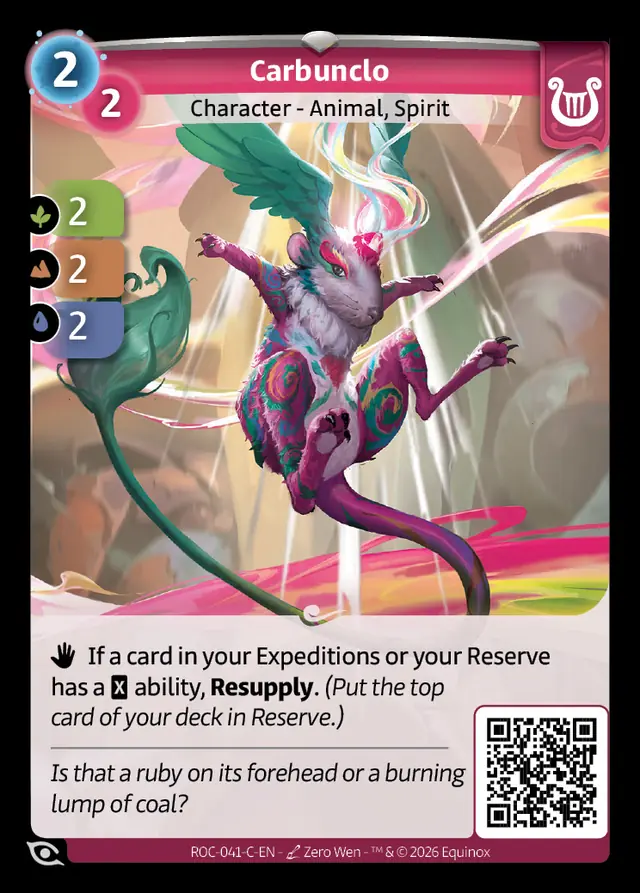 2
Carbunclo
2
Character - Animal, Spirit
2
2
2
If a card in your Expeditions or your Reserve
has a X ability, Resupply. (Put the top
card of your deck in Reserve.)
Is that a ruby on its forehead or a burning
lump of coal?
ROC-041-C-EN - Zero Wen - ™ & © 2026 Equinox